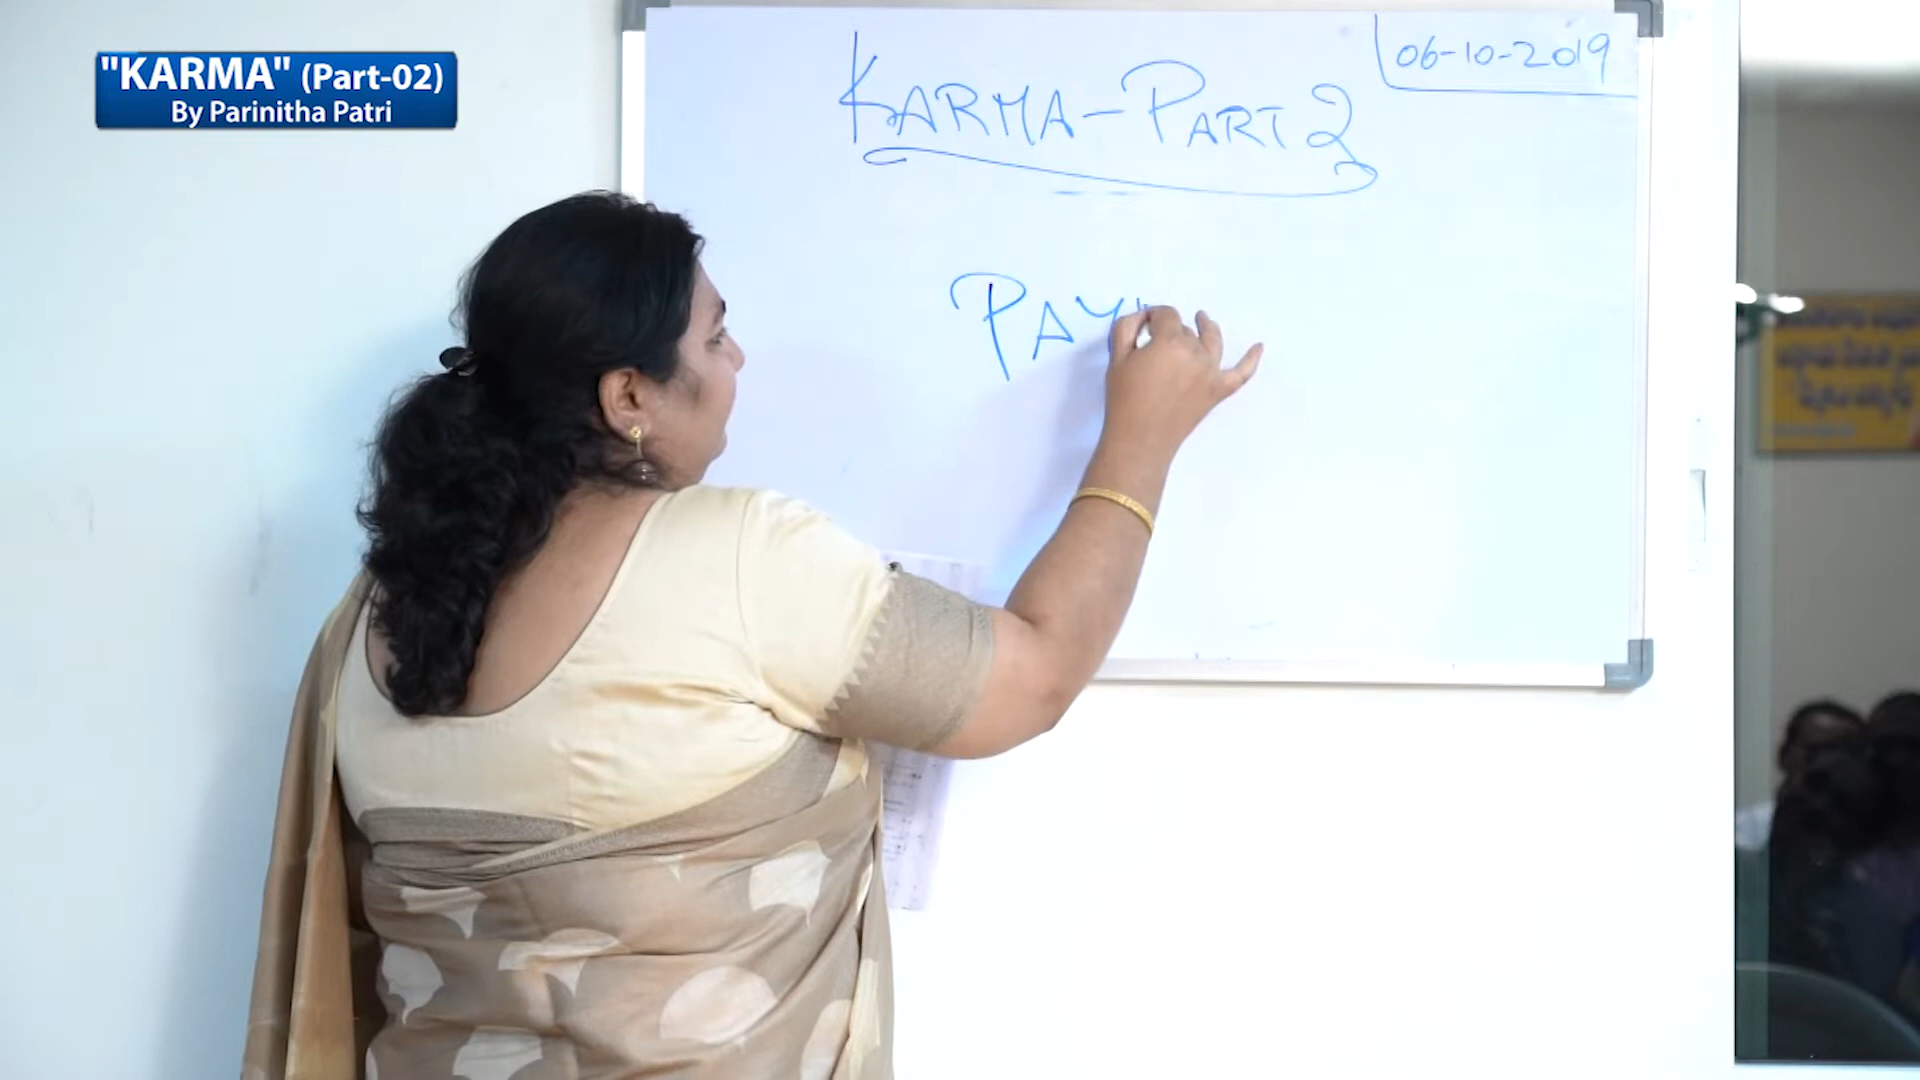 "KARMA" (Part-02)
By Parinitha Patri
06-10-2019
KARMA-PART 2
PAY